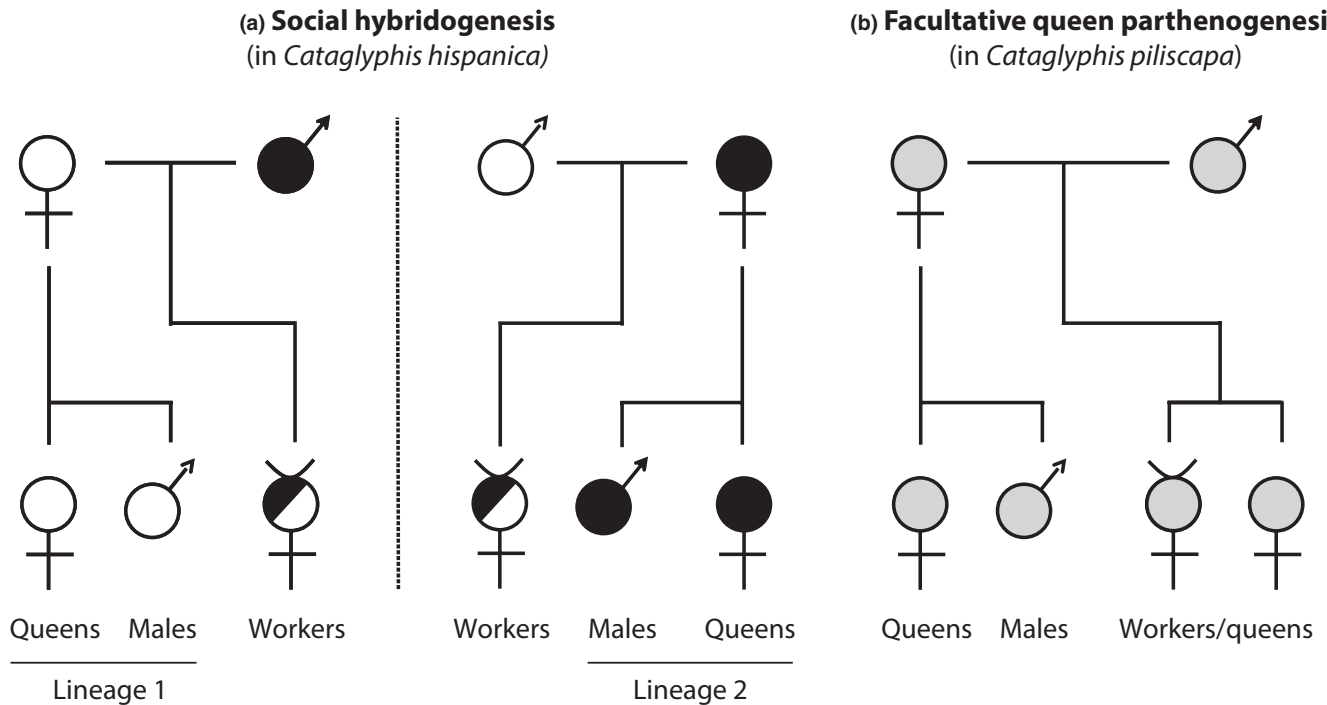 (a) Social hybridogenesis
(in Cataglyphis hispanica)
(b) Facultative queen parthenogenesi
(in Cataglyphis piliscapa)
Queens Males Workers
Lineage 1
Workers Males Queens
Lineage 2
Queens Males Workers/queens